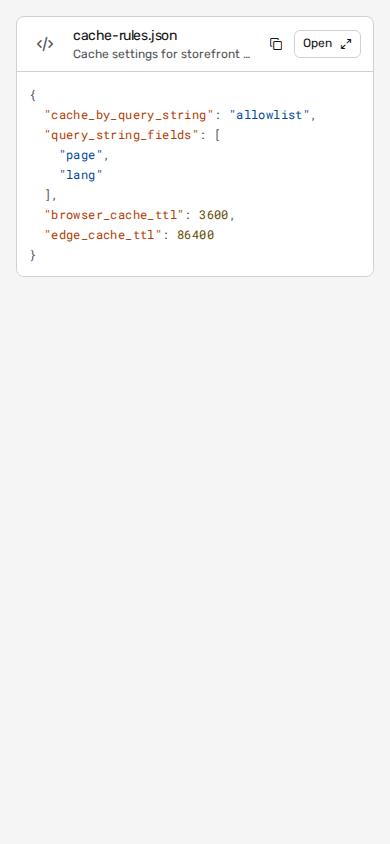 cache-rules.json
Cache settings for storefront …
Open
{
  "cache_by_query_string": "allowlist",
  "query_string_fields": [
    "page",
    "lang"
  ],
  "browser_cache_ttl": 3600,
  "edge_cache_ttl": 86400
}